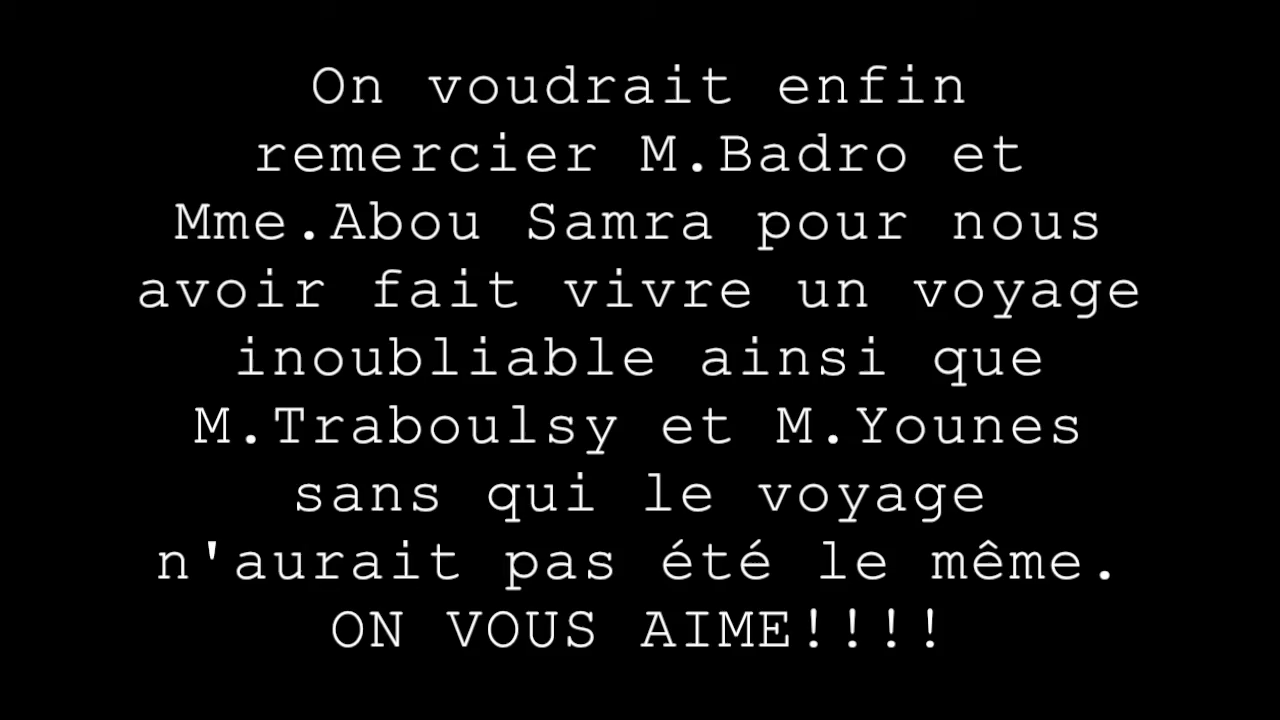 On voudrait enfin
remercier M.Badro et
Mme.Abou Samra pour nous
avoir fait vivre un voyage
inoubliable ainsi que
M.Traboulsy et M.Younes
sans qui le voyage
n'aurait pas été le même.
ON VOUS AIME!!!!